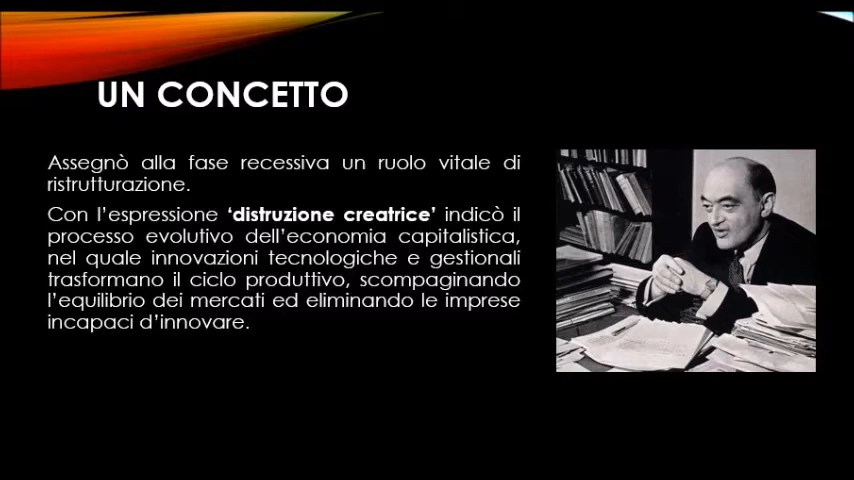 UN CONCETTO
Assegnò alla fase recessiva un ruolo vitale di
ristrutturazione.
Con l’espressione ‘distruzione creatrice’ indicò il
processo evolutivo dell’economia capitalistica,
nel quale innovazioni tecnologiche e gestionali
trasformano il ciclo produttivo, scompaginando
l’equilibrio dei mercati ed eliminando le imprese
incapaci d’innovare.